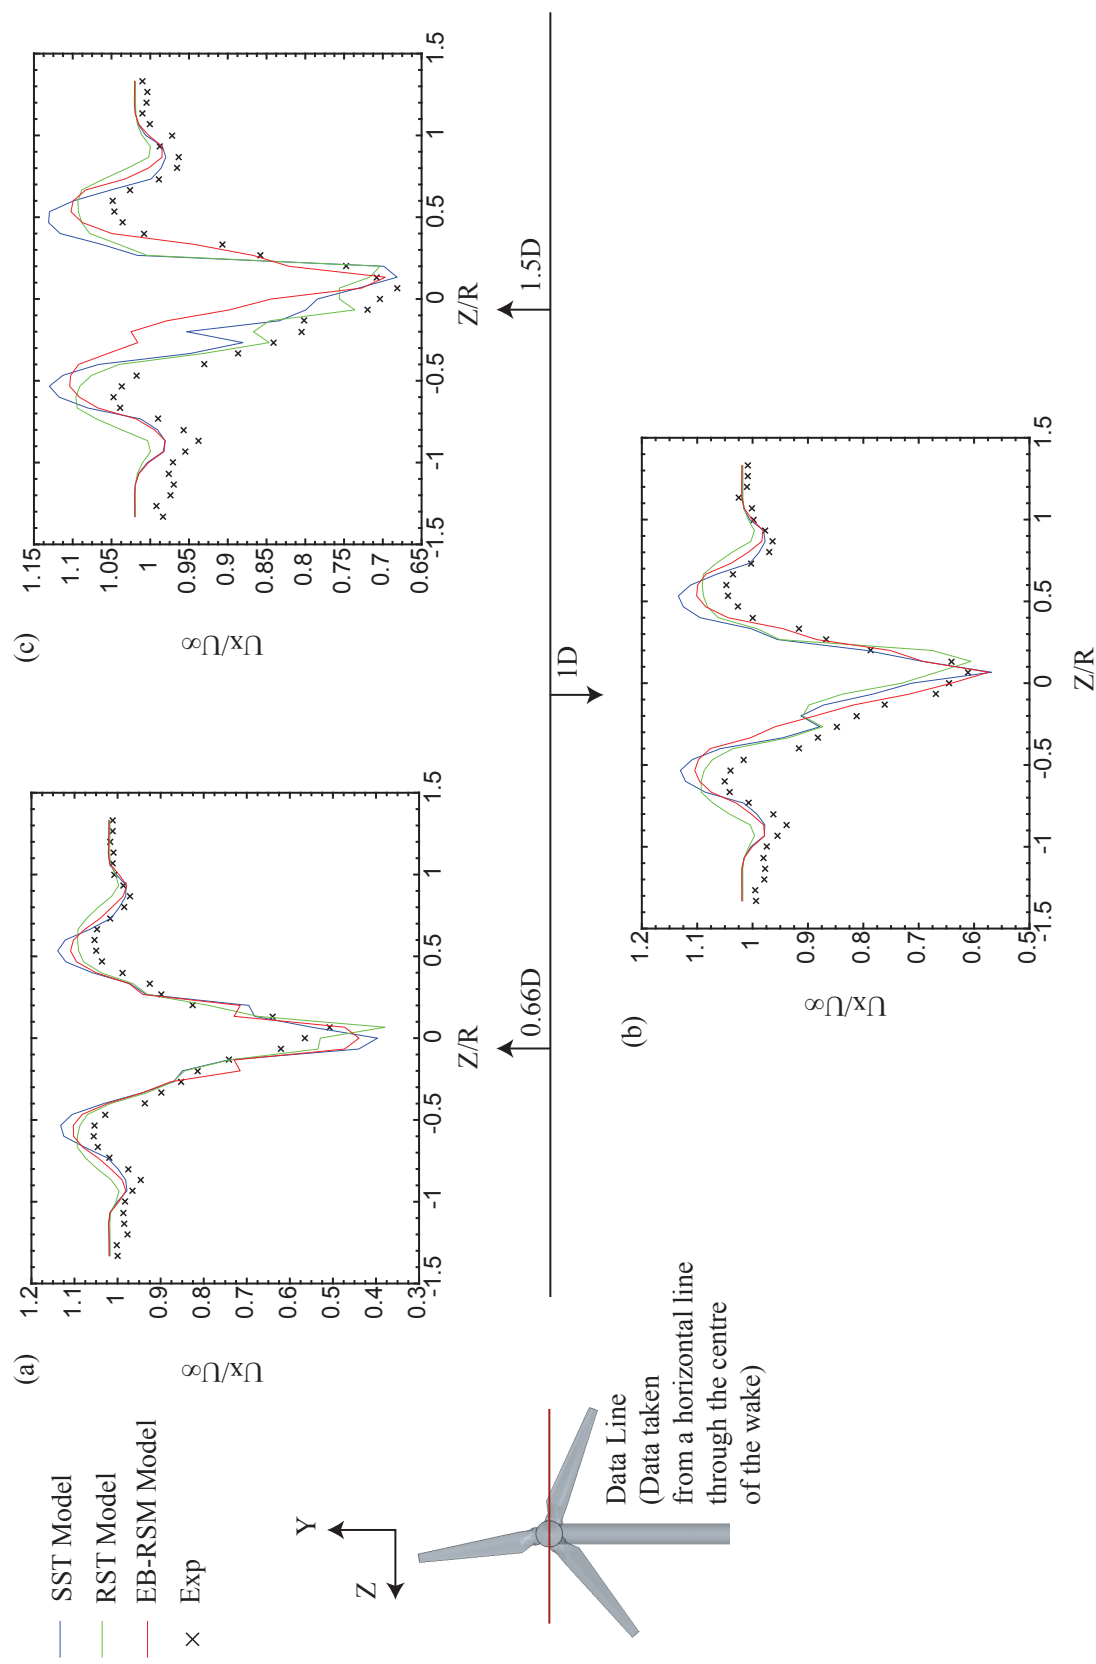 SST Model
RST Model
EB-RSM Model
Exp
Y
Z
Data Line
(Data taken
from a horizontal line
through the centre
of the wake)
(a)
Ux/U∞
1.2
1.1
1
0.9
0.8
0.7
0.6
0.5
0.4
0.3
-1.5
-1
-0.5
0
0.5
1
1.5
Z/R
0.66D
1D
1.5D
(b)
Ux/U∞
1.2
1.1
1
0.9
0.8
0.7
0.6
0.5
-1.5
-1
-0.5
0
0.5
1
1.5
Z/R
(c)
Ux/U∞
1.15
1.1
1.05
1
0.95
0.9
0.85
0.8
0.75
0.7
0.65
-1.5
-1
-0.5
0
0.5
1
1.5
Z/R